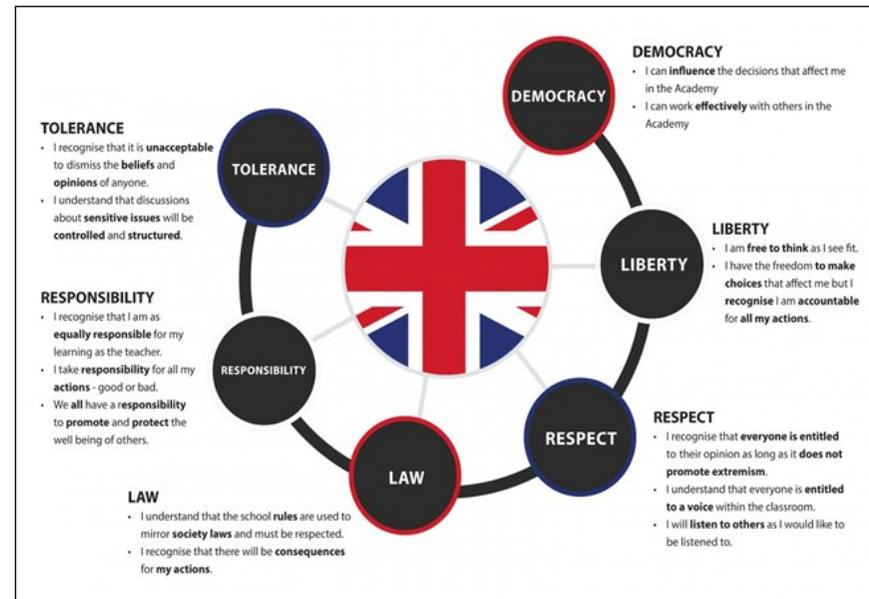 DEMOCRACY
DEMOCRACY
• I can influence the decisions that affect me
in the Academy
• I can work effectively with others in the
Academy
TOLERANCE
• I recognise that it is unacceptable
to dismiss the beliefs and
opinions of anyone.
• I understand that discussions
about sensitive issues will be
controlled and structured.
TOLERANCE
LIBERTY
LIBERTY
• I am free to think as I see fit.
• I have the freedom to make
choices that affect me but I
recognise I am accountable
for all my actions.
RESPONSIBILITY
• I recognise that I am as
equally responsible for my
learning as the teacher.
• I take responsibility for all my
actions - good or bad.
• We all have a responsibility
to promote and protect the
well being of others.
RESPONSIBILITY
RESPECT
RESPECT
• I recognise that everyone is entitled
to their opinion as long as it does not
promote extremism.
• I understand that everyone is entitled
to a voice within the classroom.
• I will listen to others as I would like to
be listened to.
LAW
LAW
• I understand that the school rules are used to
mirror society laws and must be respected.
• I recognise that there will be consequences
for my actions.